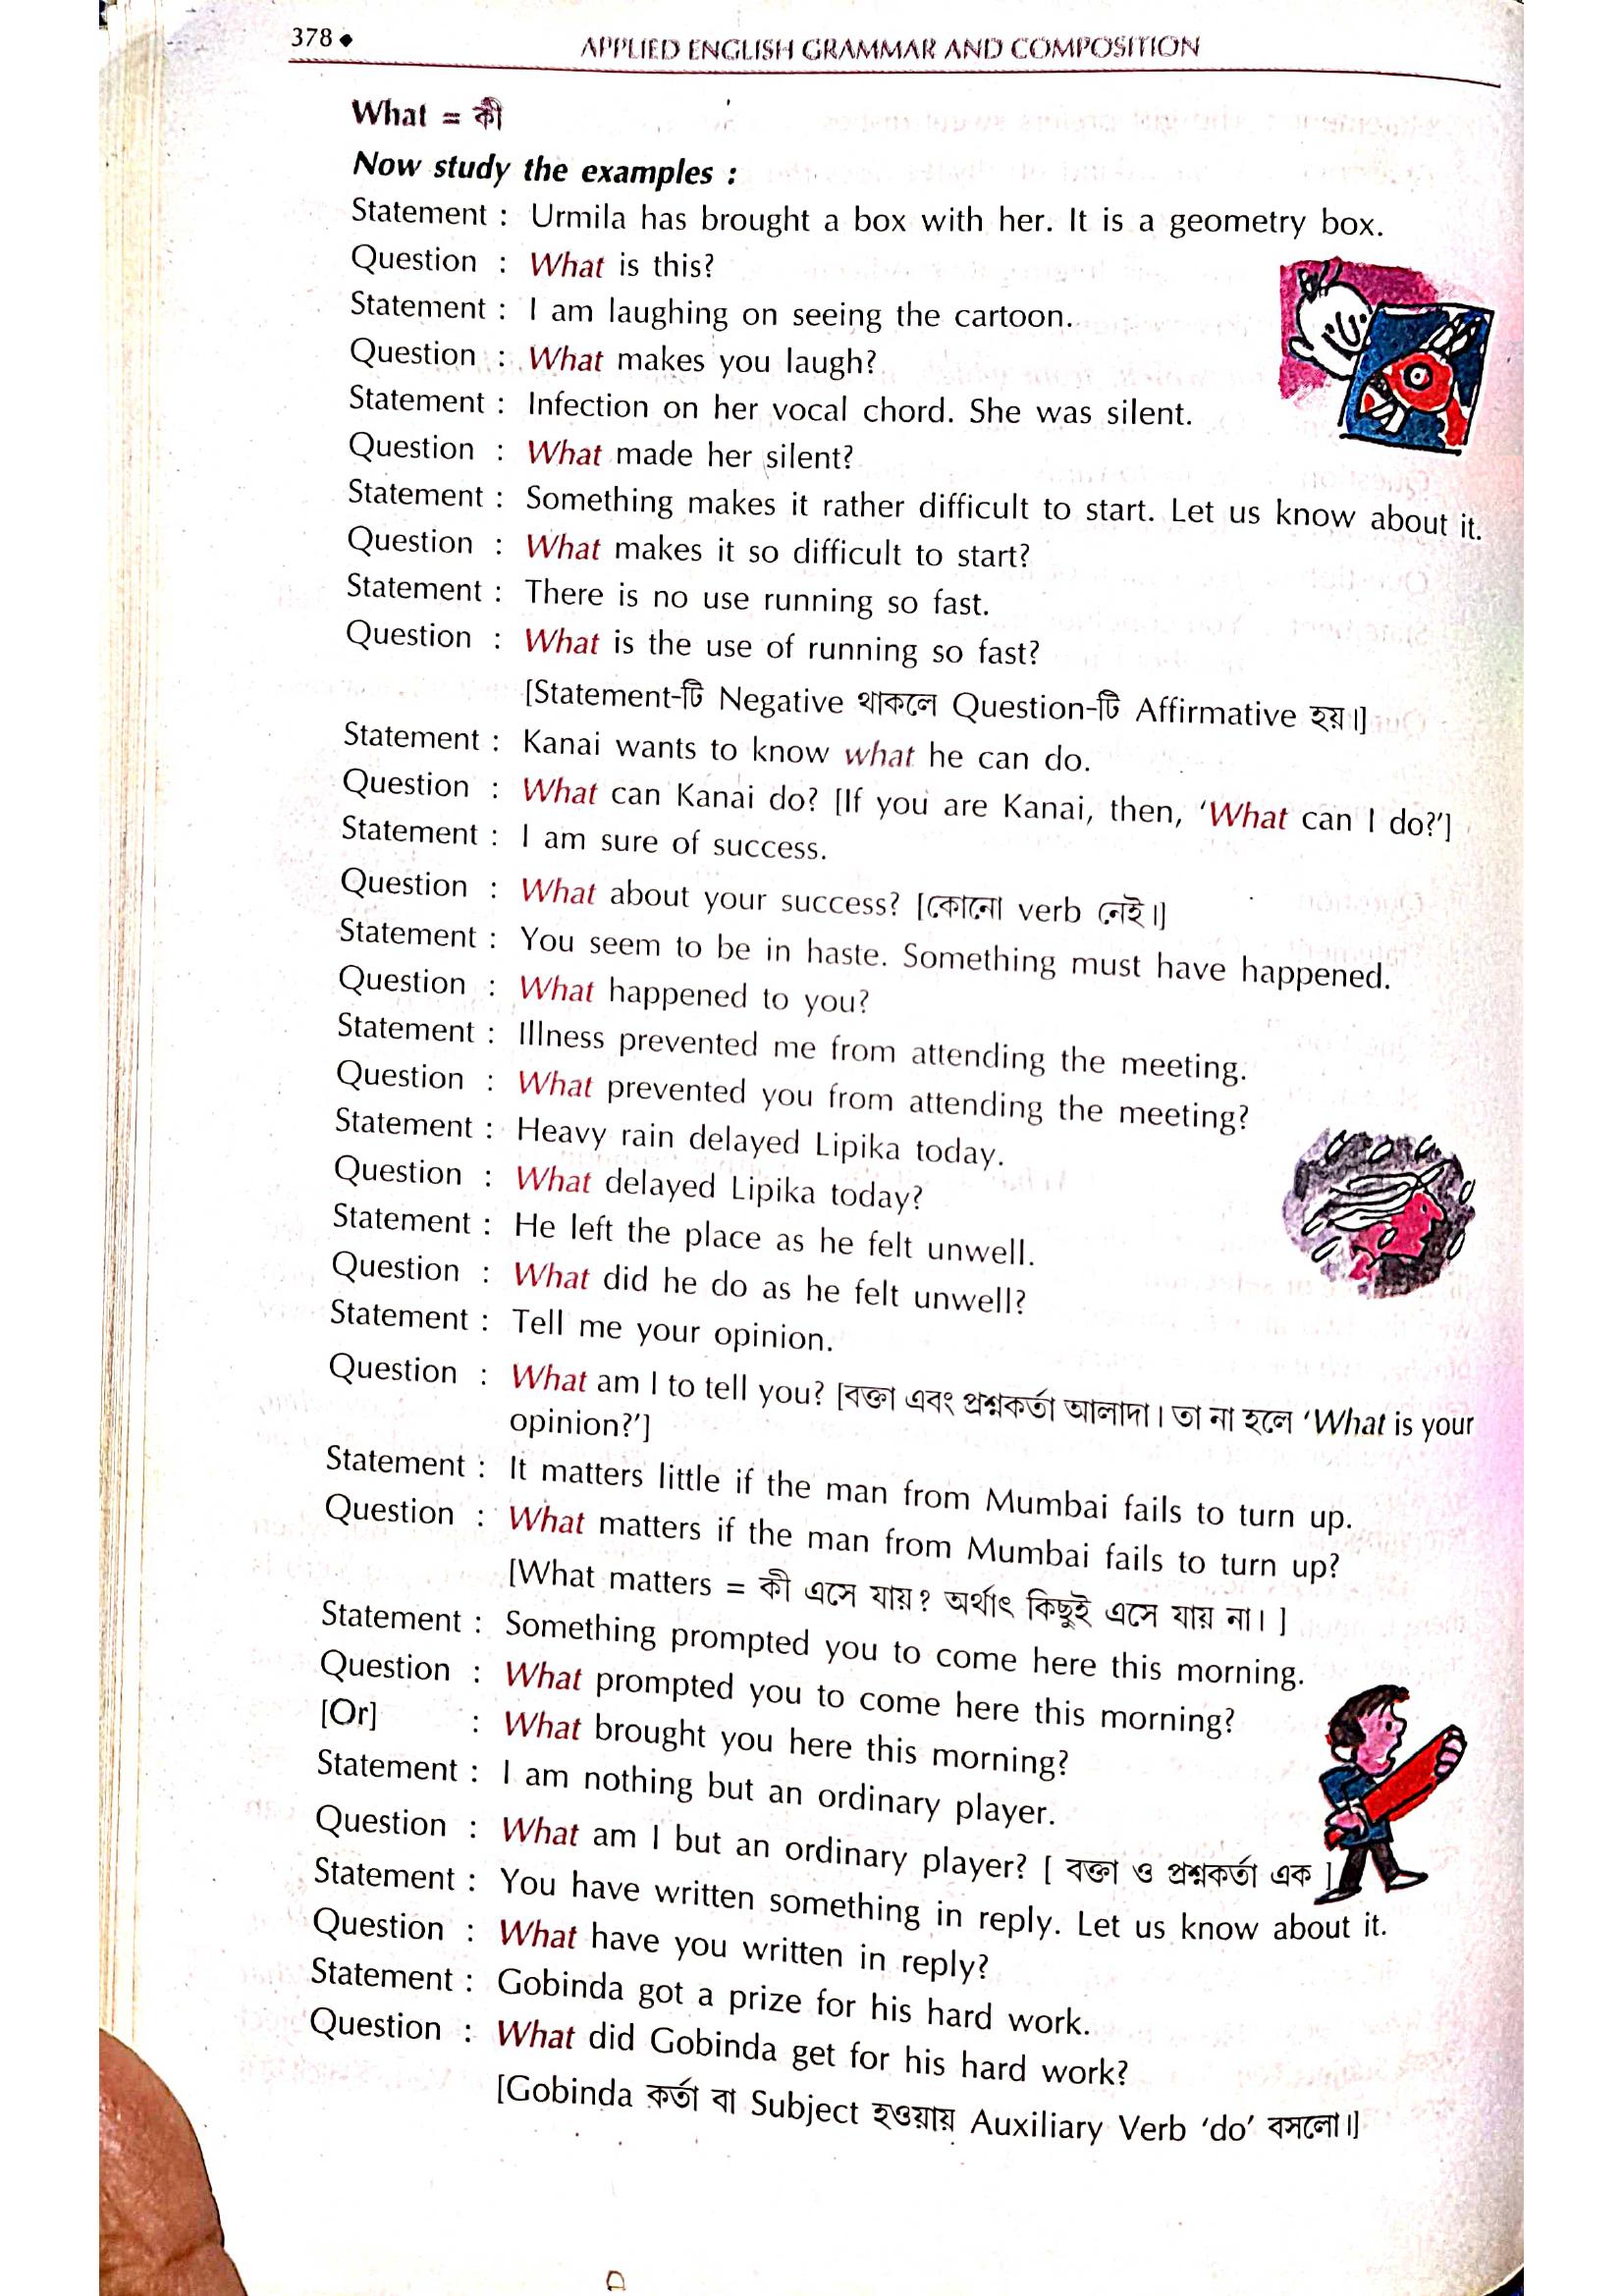 378 ◆ APPLIED ENGLISH GRAMMAR AND COMPOSITION
What = কী
Now study the examples :
Statement : Urmila has brought a box with her. It is a geometry box.
Question : What is this?
Statement : I am laughing on seeing the cartoon.
Question : What makes you laugh?
Statement : Infection on her vocal chord. She was silent.
Question : What made her silent?
Statement : Something makes it rather difficult to start. Let us know about it.
Question : What makes it so difficult to start?
Statement : There is no use running so fast.
Question : What is the use of running so fast?
[Statement-টি Negative থাকলে Question-টি Affirmative হয়।]
Statement : Kanai wants to know what he can do.
Question : What can Kanai do? [If you are Kanai, then, ‘What can I do?’]
Statement : I am sure of success.
Question : What about your success? [কোনো verb নেই।]
Statement : You seem to be in haste. Something must have happened.
Question : What happened to you?
Statement : Illness prevented me from attending the meeting.
Question : What prevented you from attending the meeting?
Statement : Heavy rain delayed Lipika today.
Question : What delayed Lipika today?
Statement : He left the place as he felt unwell.
Question : What did he do as he felt unwell?
Statement : Tell me your opinion.
Question : What am I to tell you? [বক্তা এবং প্রশ্নকর্তা আলাদা। তা না হলে ‘What is your
opinion?’]
Statement : It matters little if the man from Mumbai fails to turn up.
Question : What matters if the man from Mumbai fails to turn up?
[What matters = কী এসে যায়? অর্থাৎ কিছুই এসে যায় না। ]
Statement : Something prompted you to come here this morning.
Question : What prompted you to come here this morning?
[Or] : What brought you here this morning?
Statement : I am nothing but an ordinary player.
Question : What am I but an ordinary player? [ বক্তা ও প্রশ্নকর্তা এক ]
Statement : You have written something in reply. Let us know about it.
Question : What have you written in reply?
Statement : Gobinda got a prize for his hard work.
Question : What did Gobinda get for his hard work?
[Gobinda কর্তা বা Subject হওয়ায় Auxiliary Verb ‘do’ বসলো।]